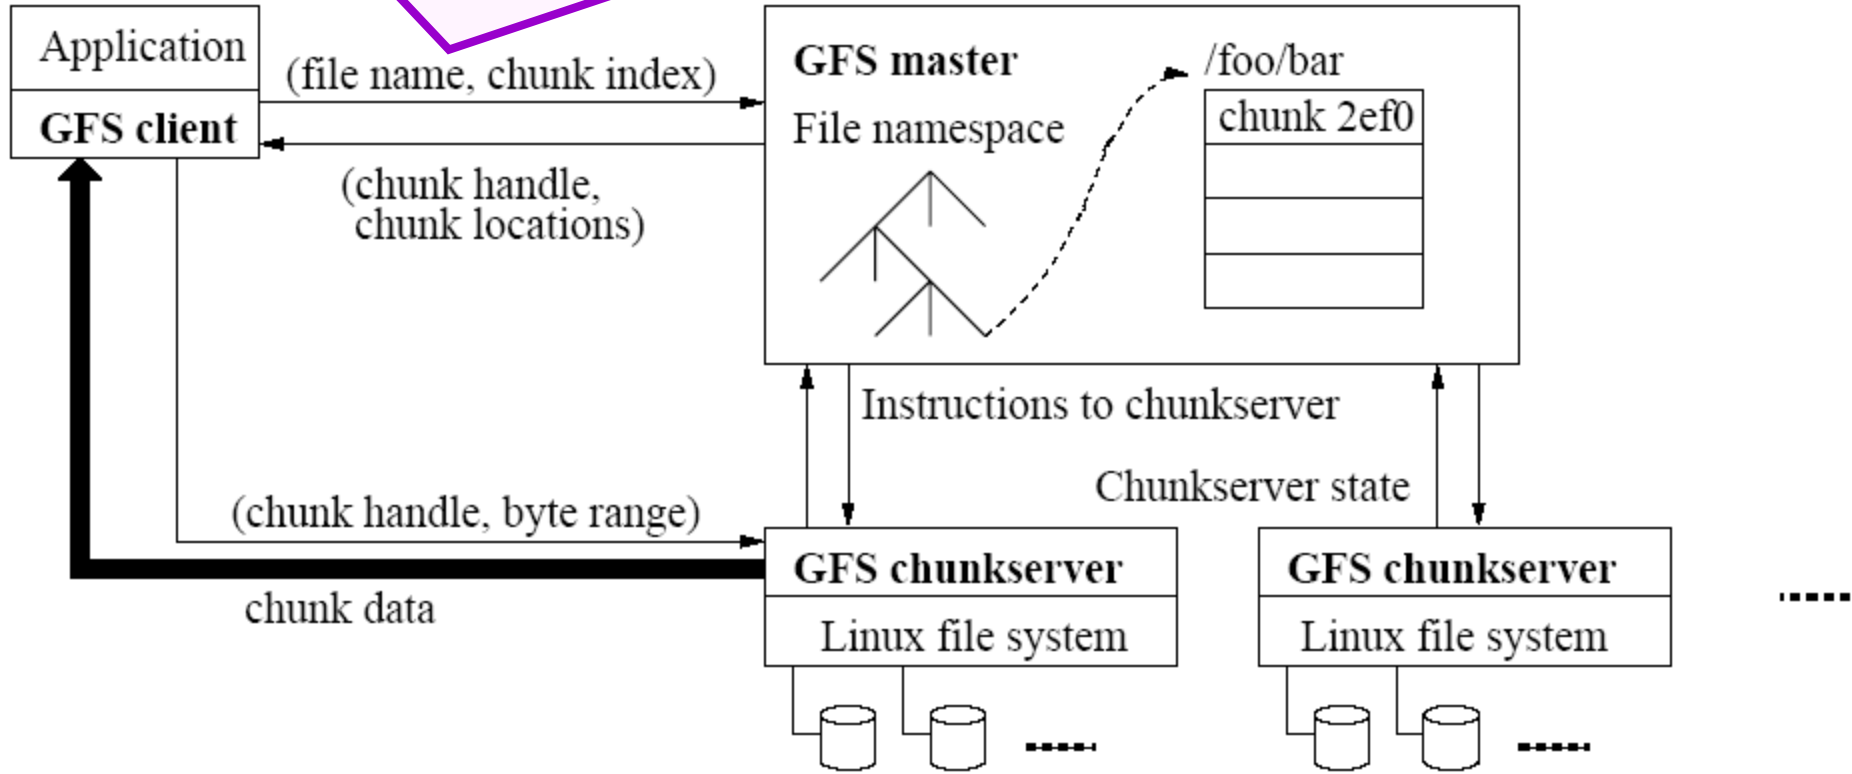 Application
GFS client
(file name, chunk index)
(chunk handle,
chunk locations)
GFS master
File namespace
/foo/bar
chunk 2ef0
Instructions to chunkserver
Chunkserver state
(chunk handle, byte range)
chunk data
GFS chunkserver
Linux file system
GFS chunkserver
Linux file system